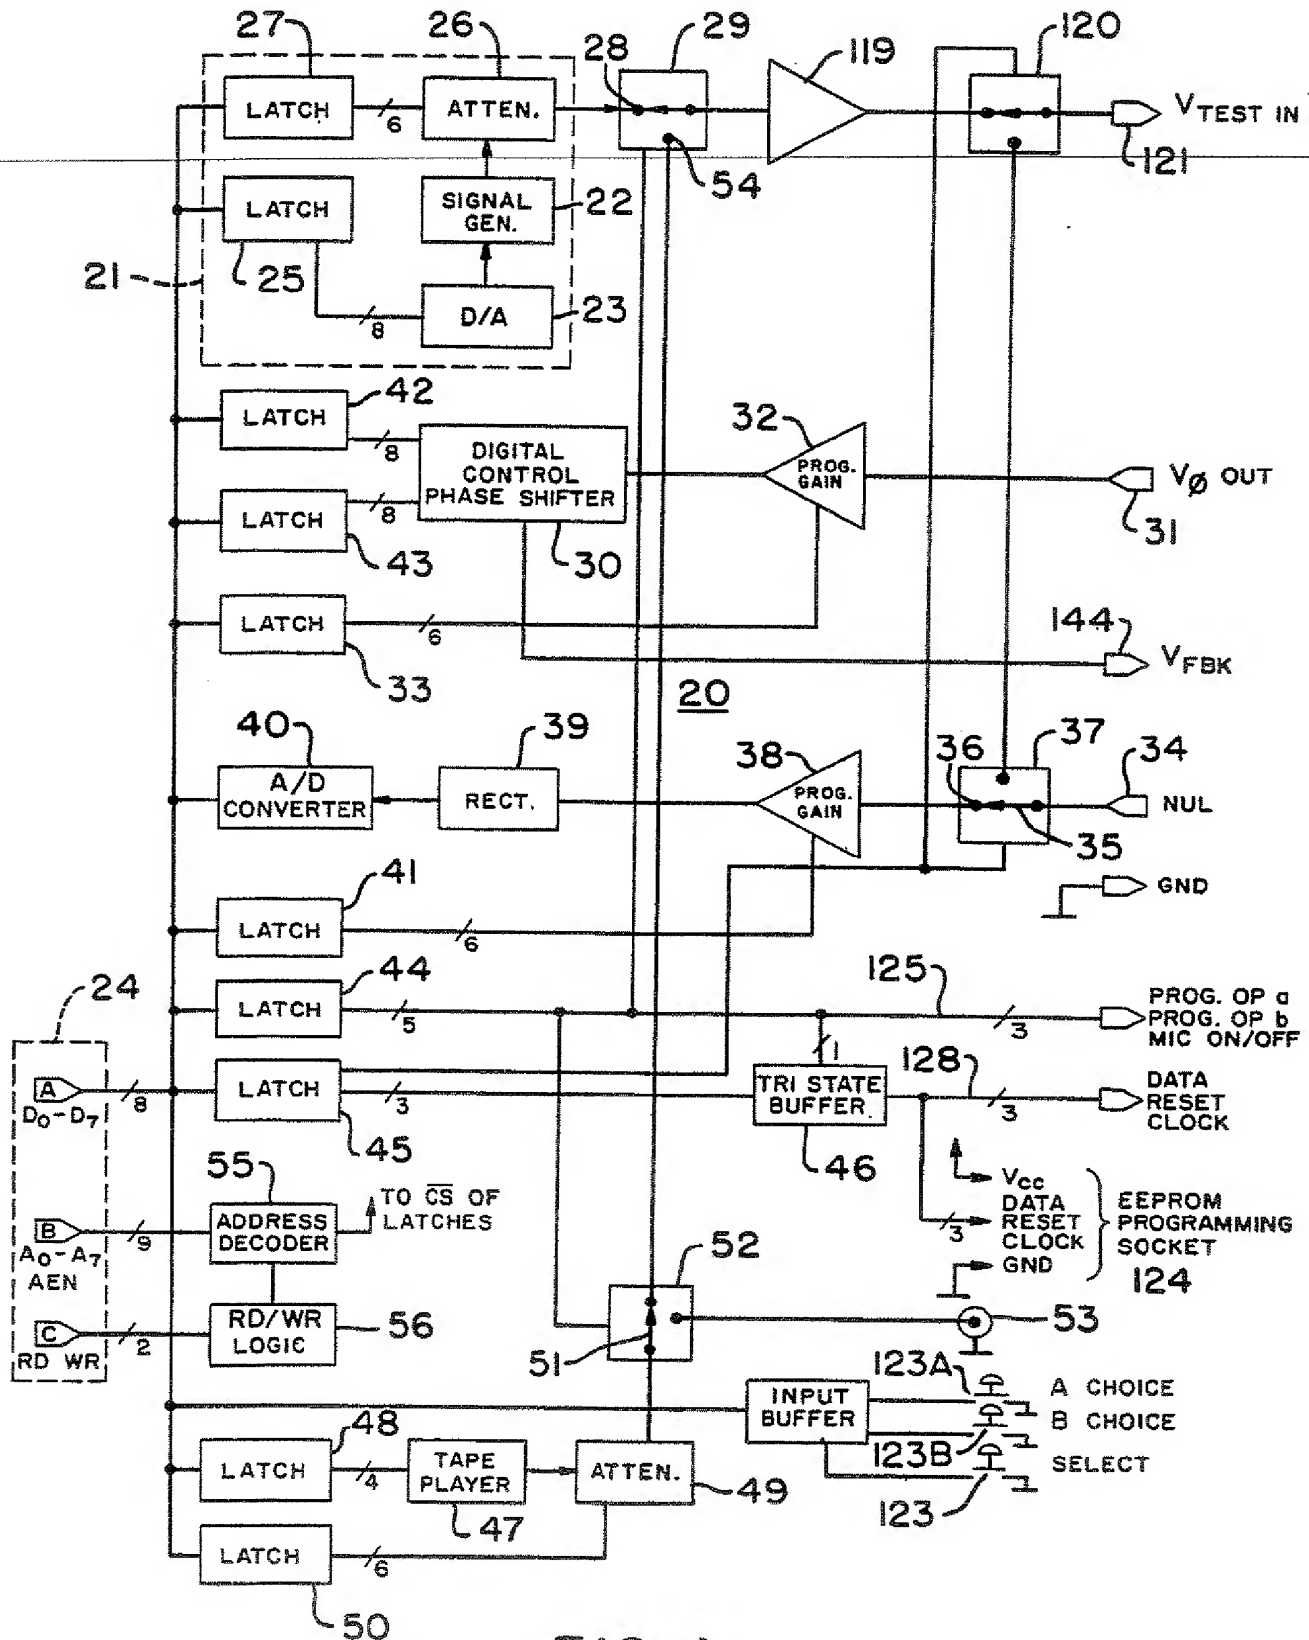 27
26
29
28
119
120
LATCH
6
ATTEN.
V TEST IN
54
121
LATCH
SIGNAL
GEN.
22
21
25
8
D/A
23
42
LATCH
8
DIGITAL
CONTROL
PHASE SHIFTER
32
PROG.
GAIN
VØ OUT
31
LATCH
8
43
30
LATCH
6
33
144
VFBK
20
40
39
38
36
37
34
A/D
CONVERTER
RECT.
PROG.
GAIN
NUL
35
41
GND
LATCH
6
44
125
24
LATCH
5
3
PROG. OP a
PROG. OP b
MIC ON/OFF
1
128
A
D0-D7
8
LATCH
3
TRI STATE
BUFFER
3
DATA
RESET
CLOCK
45
46
55
TO CS OF
LATCHES
Vcc
DATA
RESET
CLOCK
GND
3
EEPROM
PROGRAMMING
SOCKET
124
B
A0-A7
AEN
9
ADDRESS
DECODER
52
C
RD WR
2
RD/WR
LOGIC
56
51
53
123A
A CHOICE
INPUT
BUFFER
B CHOICE
123B
48
LATCH
4
TAPE
PLAYER
ATTEN.
49
SELECT
47
123
LATCH
6
50